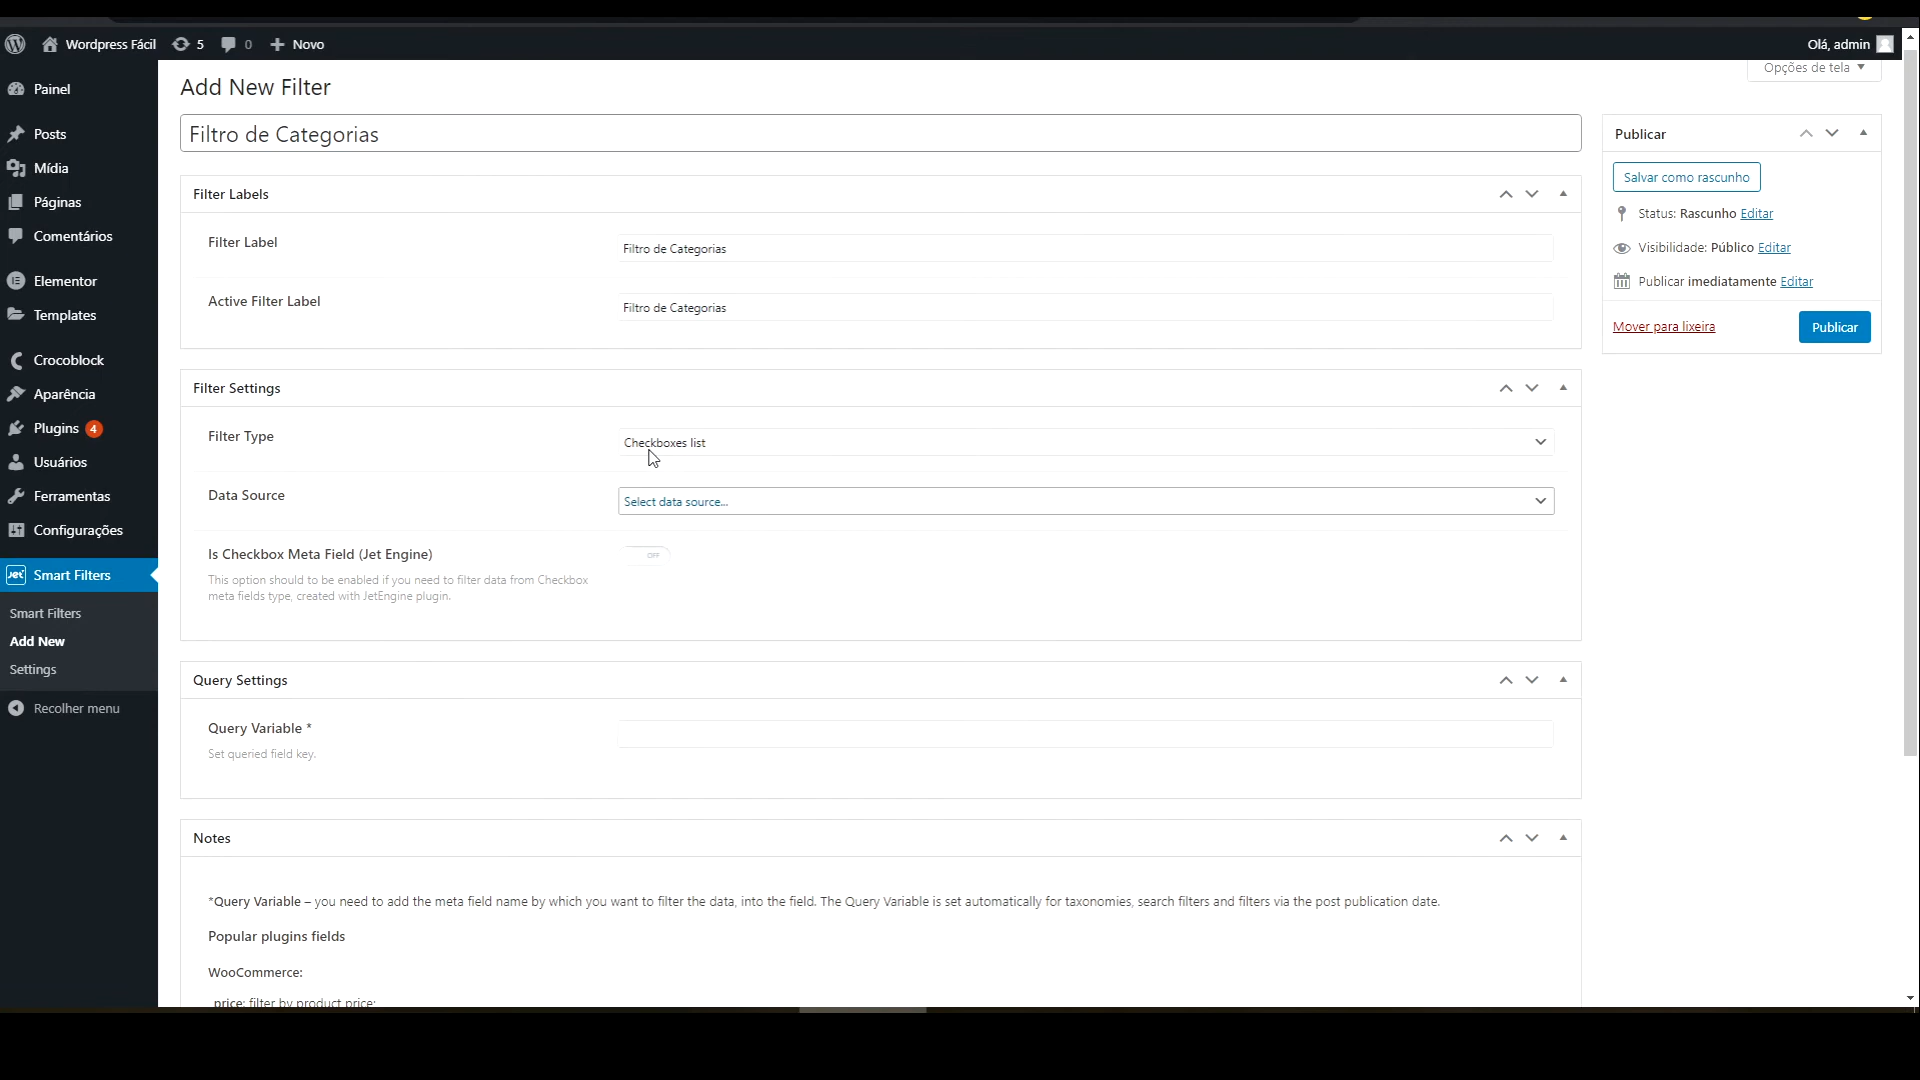 Wordpress Fácil
5
0
Novo
Olá, admin
Opções de tela
Painel
Posts
Mídia
Páginas
Comentários
Elementor
Templates
Crocoblock
Aparência
Plugins 4
Usuários
Ferramentas
Configurações
Jet Smart Filters
Smart Filters
Add New
Settings
Recolher menu
Add New Filter
Filtro de Categorias
Filter Labels
Filter Label
Filtro de Categorias
Active Filter Label
Filtro de Categorias
Filter Settings
Filter Type
Checkboxes list
Data Source
Select data source...
Is Checkbox Meta Field (Jet Engine)
OFF
This option should to be enabled if you need to filter data from Checkbox
meta fields type, created with JetEngine plugin.
Query Settings
Query Variable *
Set queried field key.
Notes
*Query Variable – you need to add the meta field name by which you want to filter the data, into the field. The Query Variable is set automatically for taxonomies, search filters and filters via the post publication date.
Popular plugins fields
WooCommerce:
_price: filter by product price;
Publicar
Salvar como rascunho
Status: Rascunho Editar
Visibilidade: Público Editar
Publicar imediatamente Editar
Mover para lixeira
Publicar